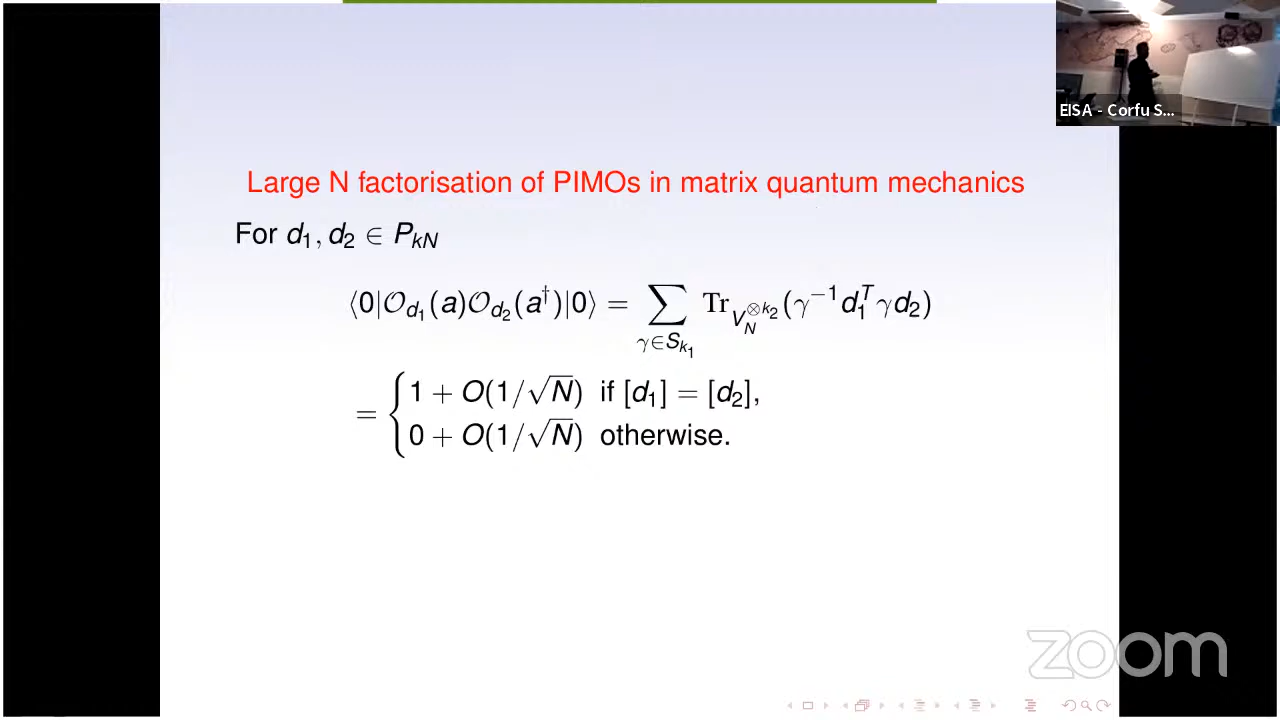 EISA - Corfu S...
Large N factorisation of PIMOs in matrix quantum mechanics
For d₁, d₂ ∈ P_{kN}
⟨0|𝒪_{d₁}(a)𝒪_{d₂}(a†)|0⟩ = ∑_{γ∈S_{k₁}} Tr_{V_N^{⊗k₂}}(γ⁻¹d₁ᵀγd₂)
= { 1 + O(1/√N) if [d₁] = [d₂],
0 + O(1/√N) otherwise.
zoom